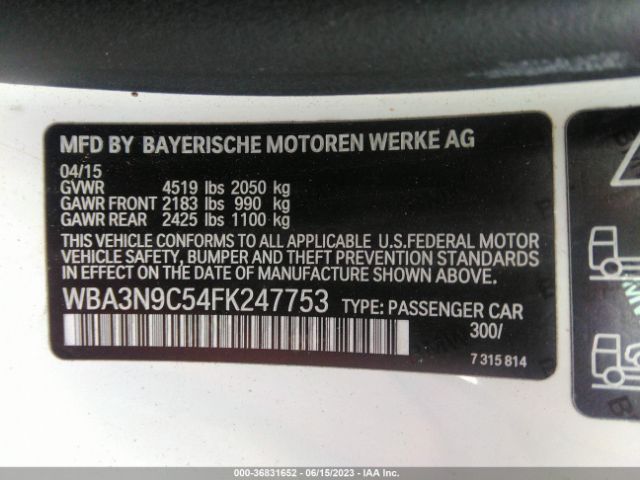 MFD BY BAYERISCHE MOTOREN WERKE AG
04/15
GVWR 4519 lbs 2050 kg
GAWR FRONT 2183 lbs 990 kg
GAWR REAR 2425 lbs 1100 kg
THIS VEHICLE CONFORMS TO ALL APPLICABLE U.S.FEDERAL MOTOR
VEHICLE SAFETY, BUMPER AND THEFT PREVENTION STANDARDS
IN EFFECT ON THE DATE OF MANUFACTURE SHOWN ABOVE.
WBA3N9C54FK247753 TYPE: PASSENGER CAR
300/
7 315 814
000-36831652 - 06/15/2023 - IAA Inc.